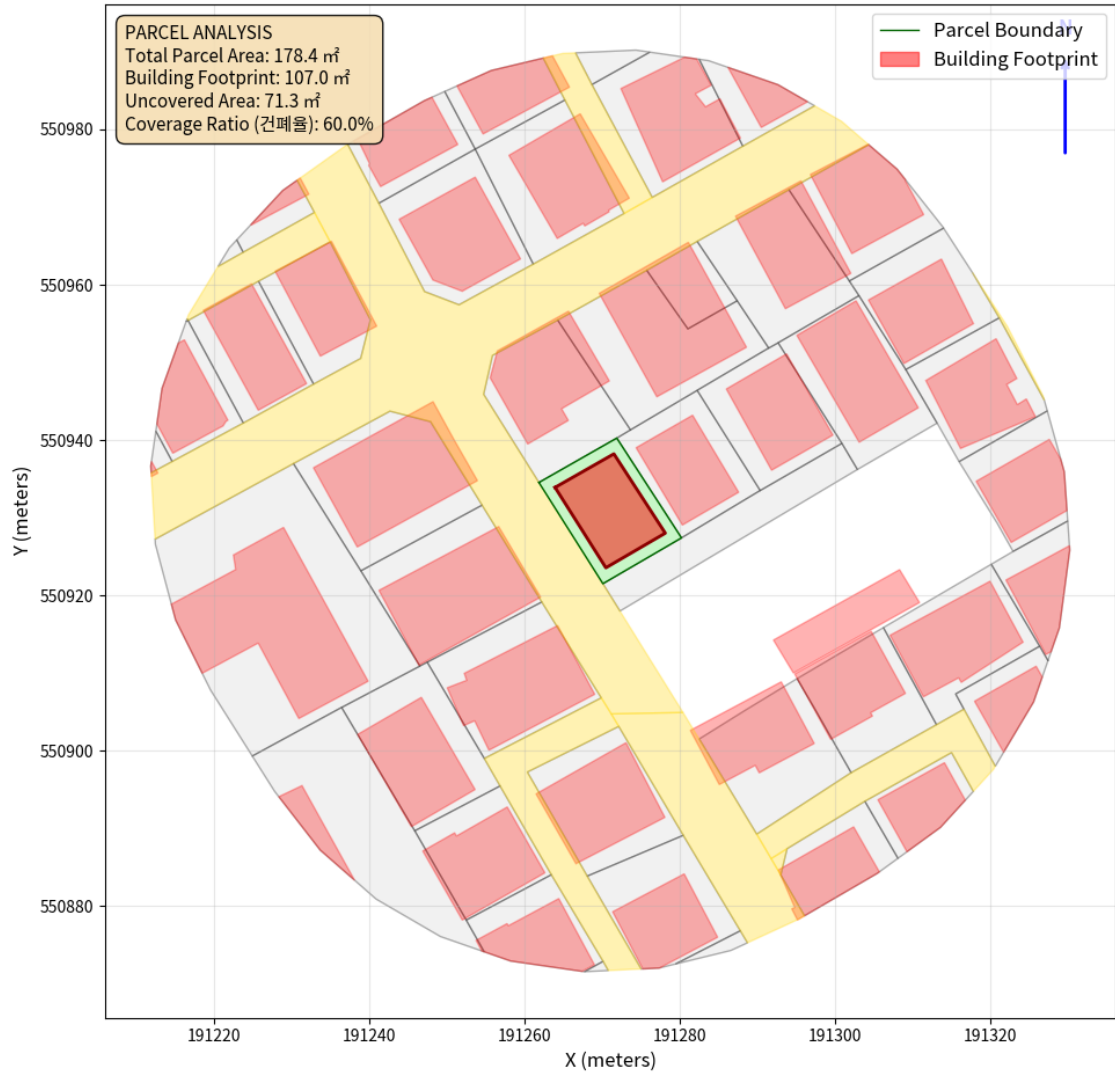 PARCEL ANALYSIS
Total Parcel Area: 178.4 ㎡
Building Footprint: 107.0 ㎡
Uncovered Area: 71.3 ㎡
Coverage Ratio (건폐율): 60.0%
N
Parcel Boundary
Building Footprint
550980
550960
550940
550920
550900
550880
Y (meters)
191220 191240 191260 191280 191300 191320
X (meters)